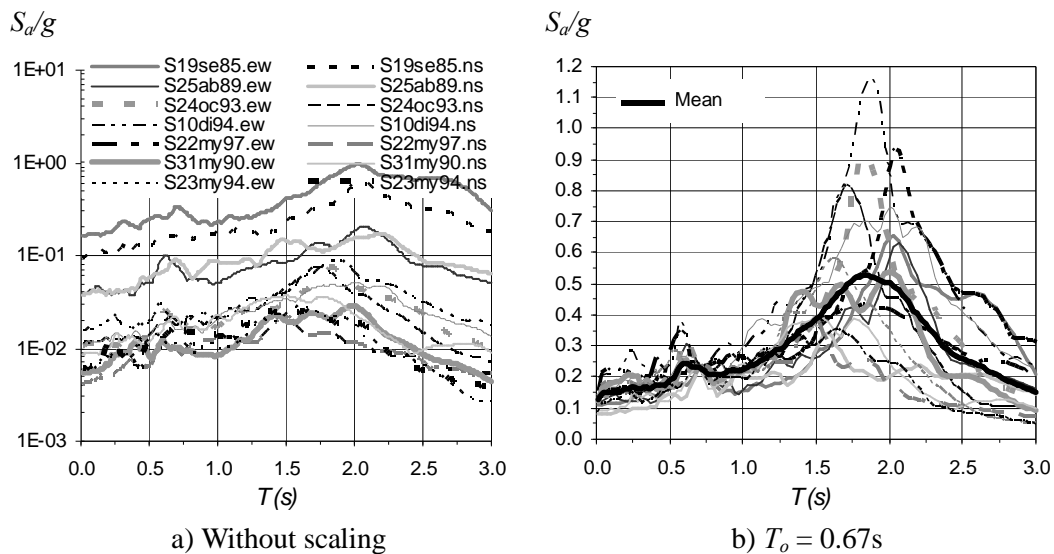 Sa/g
1E+01
1E+00
1E-01
1E-02
1E-03
S19se85.ew S19se85.ns
S25ab89.ew S25ab89.ns
S24oc93.ew S24oc93.ns
S10di94.ew S10di94.ns
S22my97.ew S22my97.ns
S31my90.ew S31my90.ns
S23my94.ew S23my94.ns
0.0 0.5 1.0 1.5 2.0 2.5 3.0
T(s)
a) Without scaling
Sa/g
1.2
1.1
1.0
0.9
0.8
0.7
0.6
0.5
0.4
0.3
0.2
0.1
0.0
Mean
0.0 0.5 1.0 1.5 2.0 2.5 3.0
T(s)
b) To = 0.67s